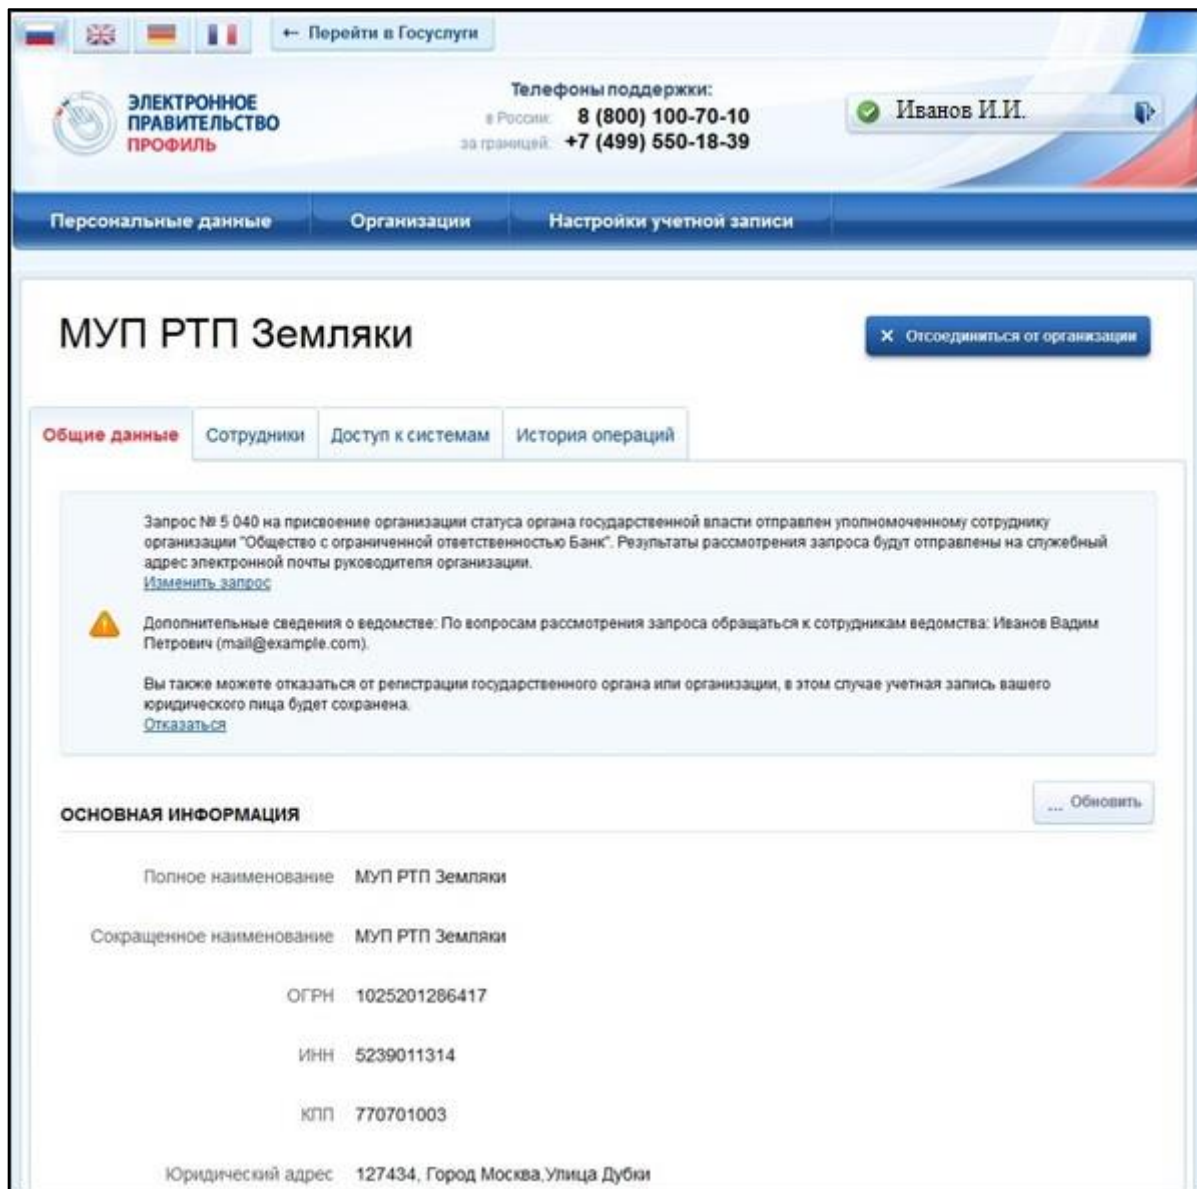 ← Перейти в Госуслуги
ЭЛЕКТРОННОЕ
ПРАВИТЕЛЬСТВО
ПРОФИЛЬ
Телефоны поддержки:
в России: 8 (800) 100-70-10
за границей: +7 (499) 550-18-39
Иванов И.И.
Персональные данные Организации Настройки учетной записи
МУП РТП Земляки
× Отсоединиться от организации
Общие данные Сотрудники Доступ к системам История операций
Запрос № 5 040 на присвоение организации статуса органа государственной власти отправлен уполномоченному сотруднику
организации "Общество с ограниченной ответственностью Банк". Результаты рассмотрения запроса будут отправлены на служебный
адрес электронной почты руководителя организации.
Изменить запрос
Дополнительные сведения о ведомстве: По вопросам рассмотрения запроса обращаться к сотрудникам ведомства: Иванов Вадим
Петрович (mail@example.com).
Вы также можете отказаться от регистрации государственного органа или организации, в этом случае учетная запись вашего
юридического лица будет сохранена.
Отказаться
ОСНОВНАЯ ИНФОРМАЦИЯ
... Обновить
Полное наименование МУП РТП Земляки
Сокращенное наименование МУП РТП Земляки
ОГРН 1025201286417
ИНН 5239011314
КПП 770701003
Юридический адрес 127434, Город Москва,Улица Дубки